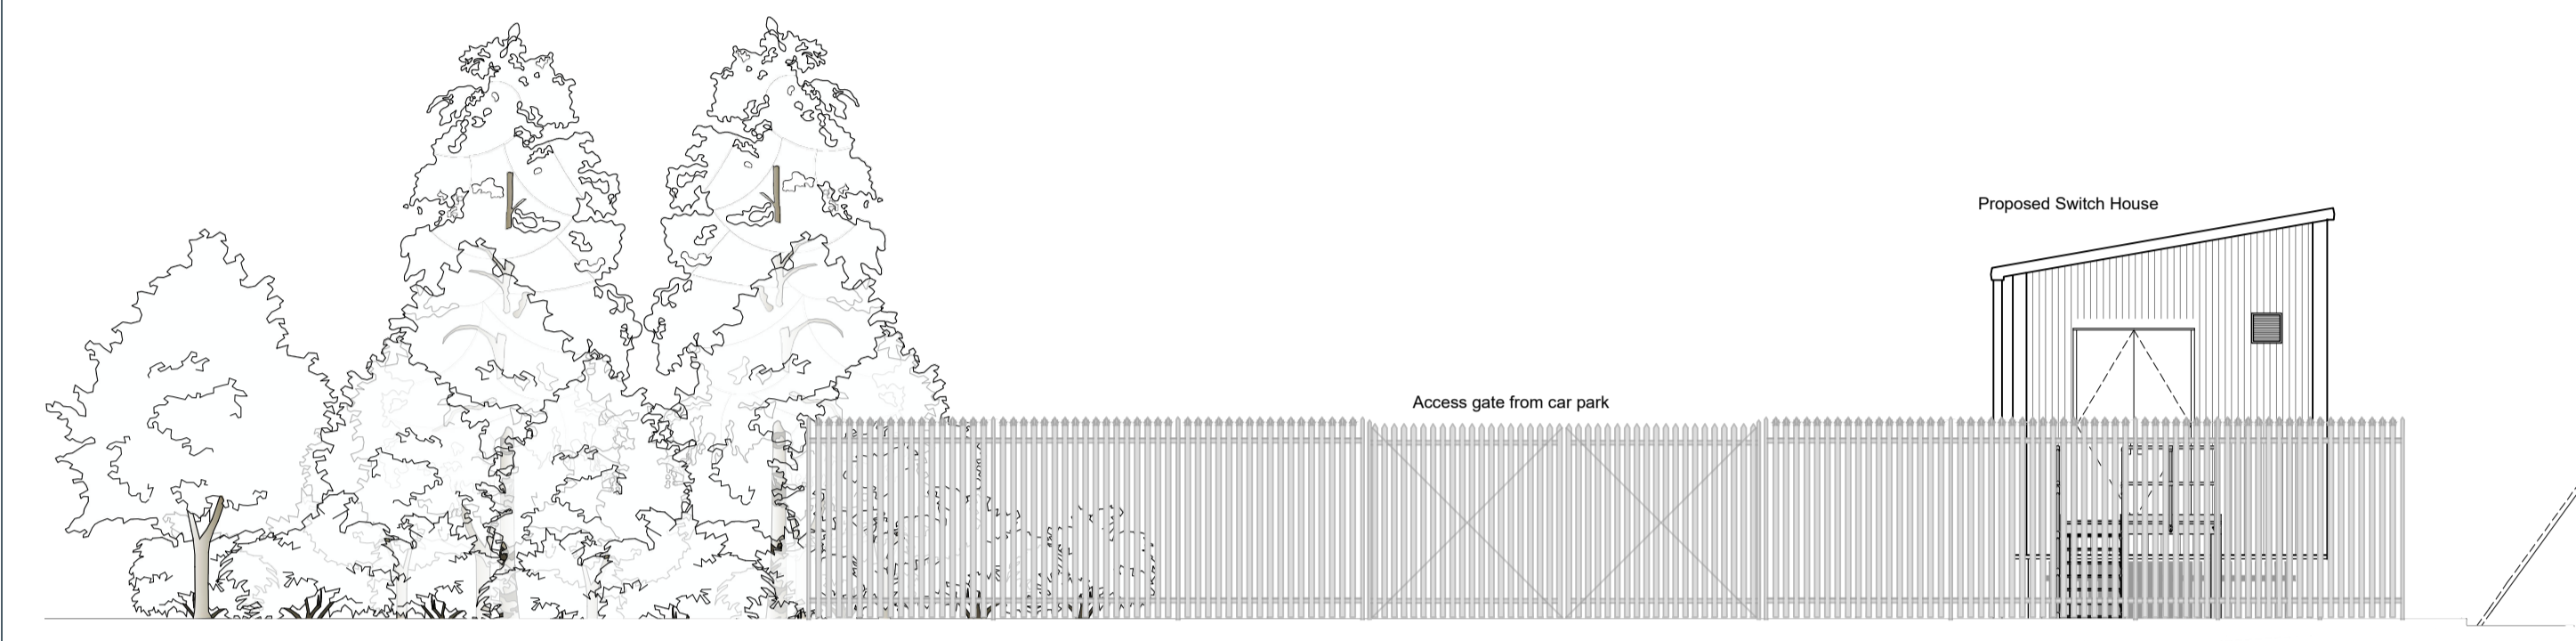 Proposed Switch House
Access gate from car park